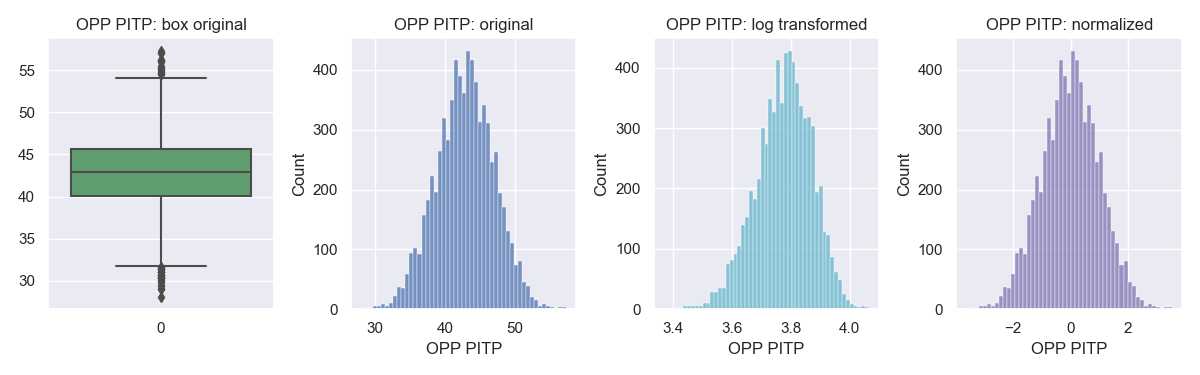 OPP PITP: box original
55
50
45
40
35
30
0
OPP PITP: original
Count
400
300
200
100
0
30 40 50
OPP PITP
OPP PITP: log transformed
Count
400
300
200
100
0
3.4 3.6 3.8 4.0
OPP PITP
OPP PITP: normalized
Count
400
300
200
100
0
−2 0 2
OPP PITP